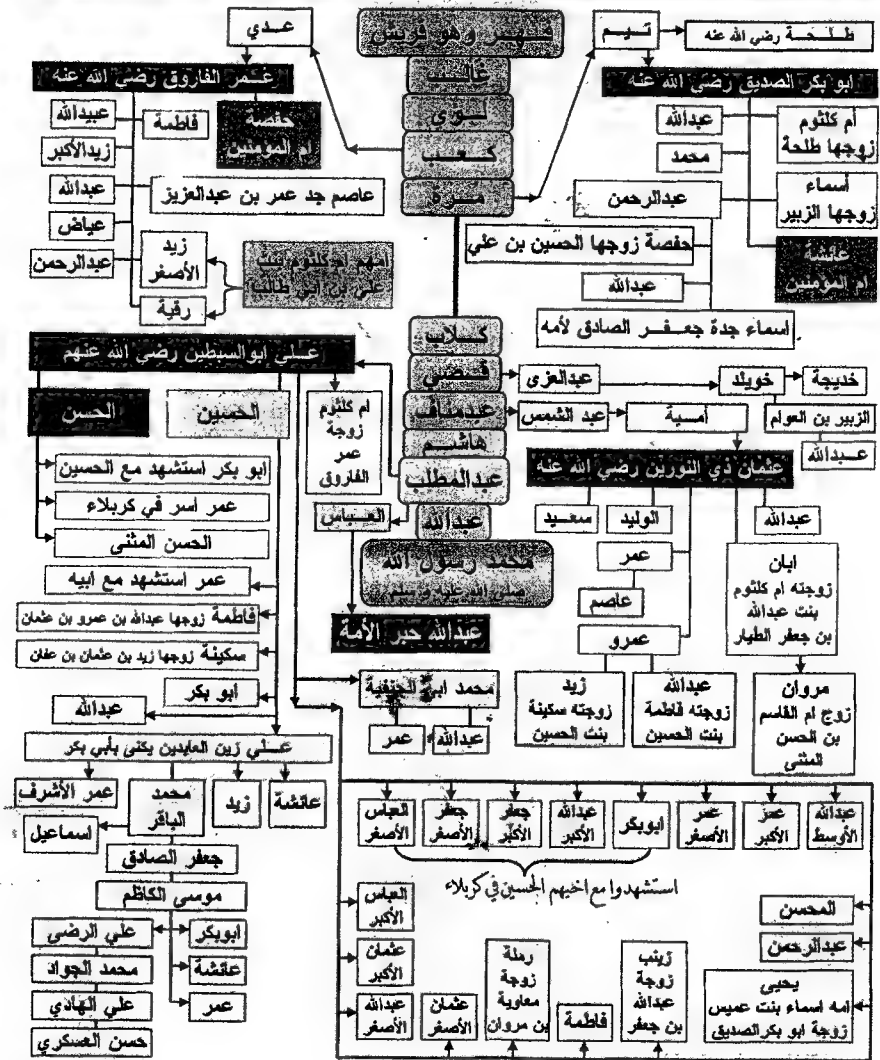 عدي
فهر وهو قريش
تيم
طلحة رضي الله عنه
عمر الفاروق رضي الله عنه
غالب
ابو بكر الصديق رضي الله عنه
لؤي
كعب
مرة
عبيدالله
فاطمة
حفصة
ام المؤمنين
زيدالأكبر
عبدالله
عاصم جد عمر بن عبدالعزيز
عياض
زيد
الأصغر
عبدالرحمن
رقية
امهم ام كلثوم بنت
علي بن ابي طالب
عبدالله
أم كلثوم
زوجها طلحة
محمد
أسماء
زوجها الزبير
عبدالرحمن
حفصة زوجها الحسين بن علي
عائشة
ام المؤمنين
عبدالله
اسماء جدة جعفر الصادق لأمه
كلاب
قصي
عبدمناف
هاشم
عبدالمطلب
عبدالله
محمد رسول الله
صلى الله عليه وسلم
عبدالعزى
خويلد
خديجة
عبد الشمس
أمية
الزبير بن العوام
عبدالله
علي ابوالسبطين رضي الله عنهم
الحسن
الحسين
ام كلثوم
زوجة
عمر
الفاروق
العباس
عبدالله حبر الأمة
ابو بكر استشهد مع الحسين
عمر اسر في كربلاء
الحسن المثنى
عمر استشهد مع ابيه
فاطمة زوجها عبدالله بن عمرو بن عثمان
سكينة زوجها زيد بن عثمان بن عفان
أبو بكر
عبدالله
عثمان ذي النورين رضي الله عنه
سعيد
الوليد
عبدالله
عمر
عاصم
عمرو
ابان
زوجته ام كلثوم
بنت عبدالله
بن جعفر الطيار
زيد
زوجته سكينة
بنت الحسين
عبدالله
زوجته فاطمة
بنت الحسين
مروان
زوج ام القاسم
بن الحسن
المثنى
محمد ابن الحنفية
عمر
عبدالله
علي زين العابدين يكنى بأبي بكر
عمر الأشرف
محمد
الباقر
زيد
عائشة
اسماعيل
جعفر الصادق
موسى الكاظم
علي الرضى
ابوبكر
محمد الجواد
عائشة
علي الهادي
عمر
حسن العسكري
العباس
الأصغر
جعفر
الأصغر
جعفر
الأكبر
عبدالله
الأكبر
ابوبكر
عمر
الأصغر
عمر
الأكبر
عبدالله
الأوسط
استشهدوا مع اخيهم الحسين في كربلاء
العباس
الأكبر
عثمان
الأكبر
عبدالله
الأصغر
عثمان
الأصغر
رملة
زوجة
معاوية
بن مروان
فاطمة
زينب
زوجة
عبدالله
بن جعفر
المحسن
عبدالرحمن
يحيى
امه اسماء بنت عميس
زوجة ابو بكرالصديق